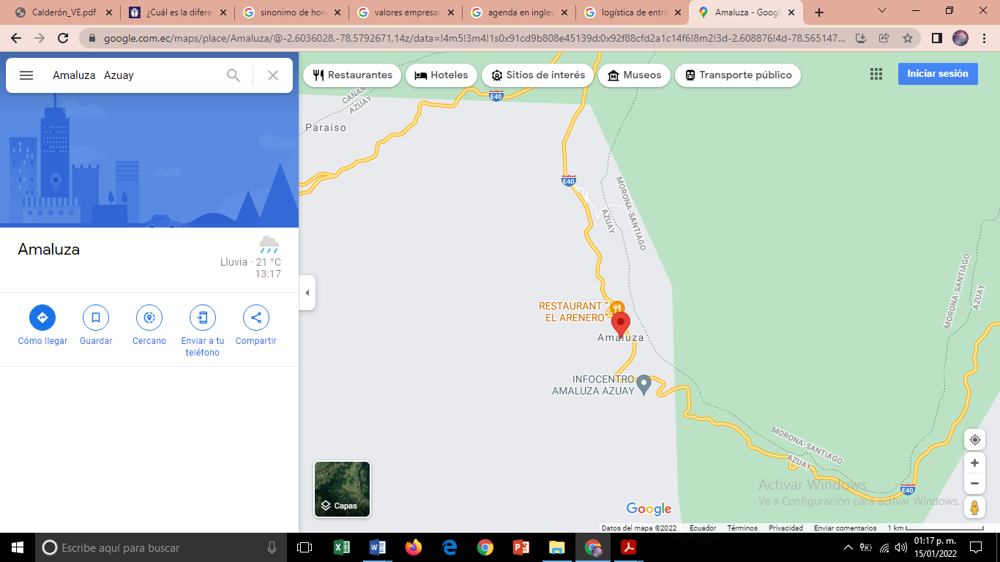 Calderón_VE.pdf
¿Cuál es la difere
sinonimo de hon
valores empresar
agenda en ingles
logística de entre
Amaluza - Googl
google.com.ec/maps/place/Amaluza/@-2.6036028,-78.5792671,14z/data=!4m5!3m4!1s0x91cd9b808e45139d:0x92f88cfd2a1c14f6!8m2!3d-2.608876!4d-78.565147...
Amaluza Azuay
Restaurantes
Hoteles
Sitios de interés
Museos
Transporte público
Iniciar sesión
Amaluza
Lluvia · 21 °C
13:17
Cómo llegar
Guardar
Cercano
Enviar a tu
teléfono
Compartir
CAÑAR
AZUAY
E40
Paraíso
E40
MORONA-SANTIAGO
AZUAY
MORONA-SANTIAGO
AZUAY
RESTAURANT "
EL ARENERO"
Amaluza
INFOCENTRO
AMALUZA AZUAY
MORONA-SANTIAGO
AZUAY
E40
Capas
Google
Activar Windows
Ve a Configuración para activar Windows.
Datos del mapa ©2022 Ecuador Términos Privacidad Enviar comentarios 1 km
Escribe aquí para buscar
01:17 p. m.
15/01/2022